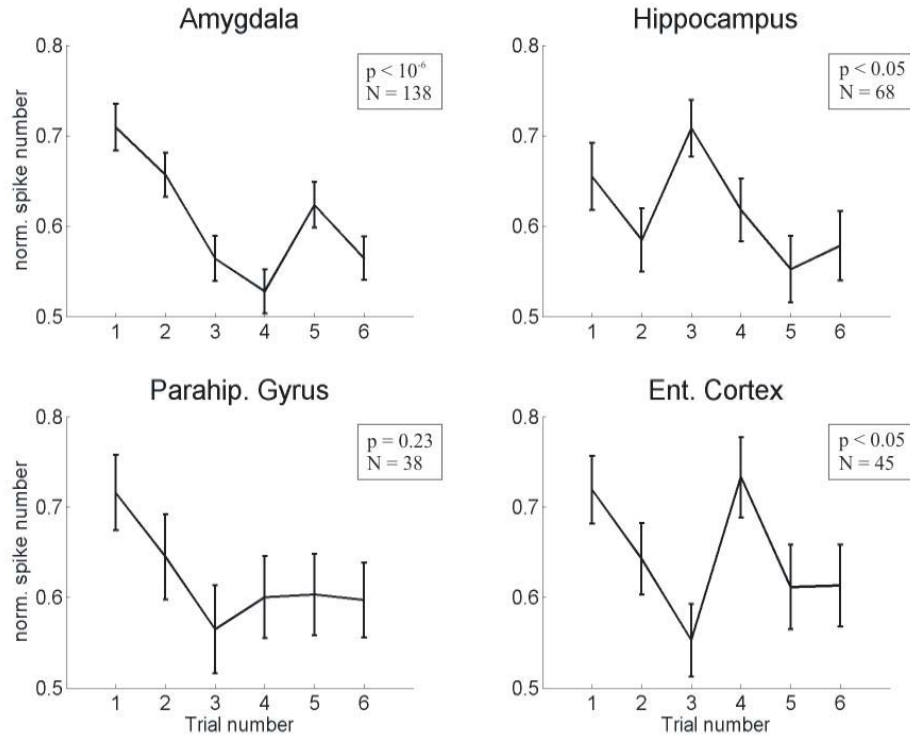 Amygdala
0.8
0.7
0.6
0.5
norm. spike number
p < 10⁻⁶
N = 138
1 2 3 4 5 6
Hippocampus
0.8
0.7
0.6
0.5
p < 0.05
N = 68
1 2 3 4 5 6
Parahip. Gyrus
0.8
0.7
0.6
0.5
norm. spike number
p = 0.23
N = 38
1 2 3 4 5 6
Trial number
Ent. Cortex
0.8
0.7
0.6
0.5
p < 0.05
N = 45
1 2 3 4 5 6
Trial number